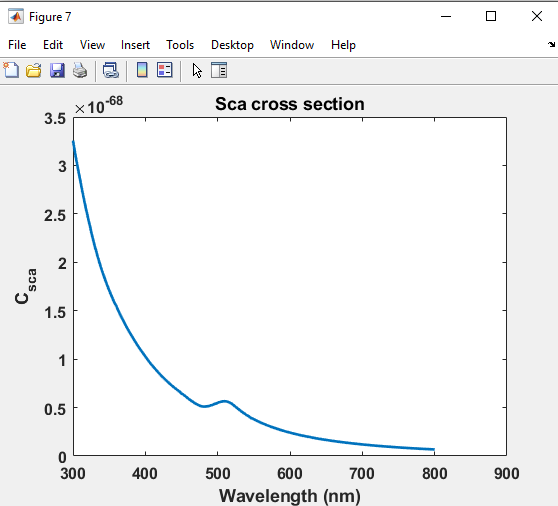 Figure 7
File Edit View Insert Tools Desktop Window Help
×10-68
Sca cross section
3.5
3
2.5
2
1.5
1
0.5
0
Csca
300 400 500 600 700 800 900
Wavelength (nm)